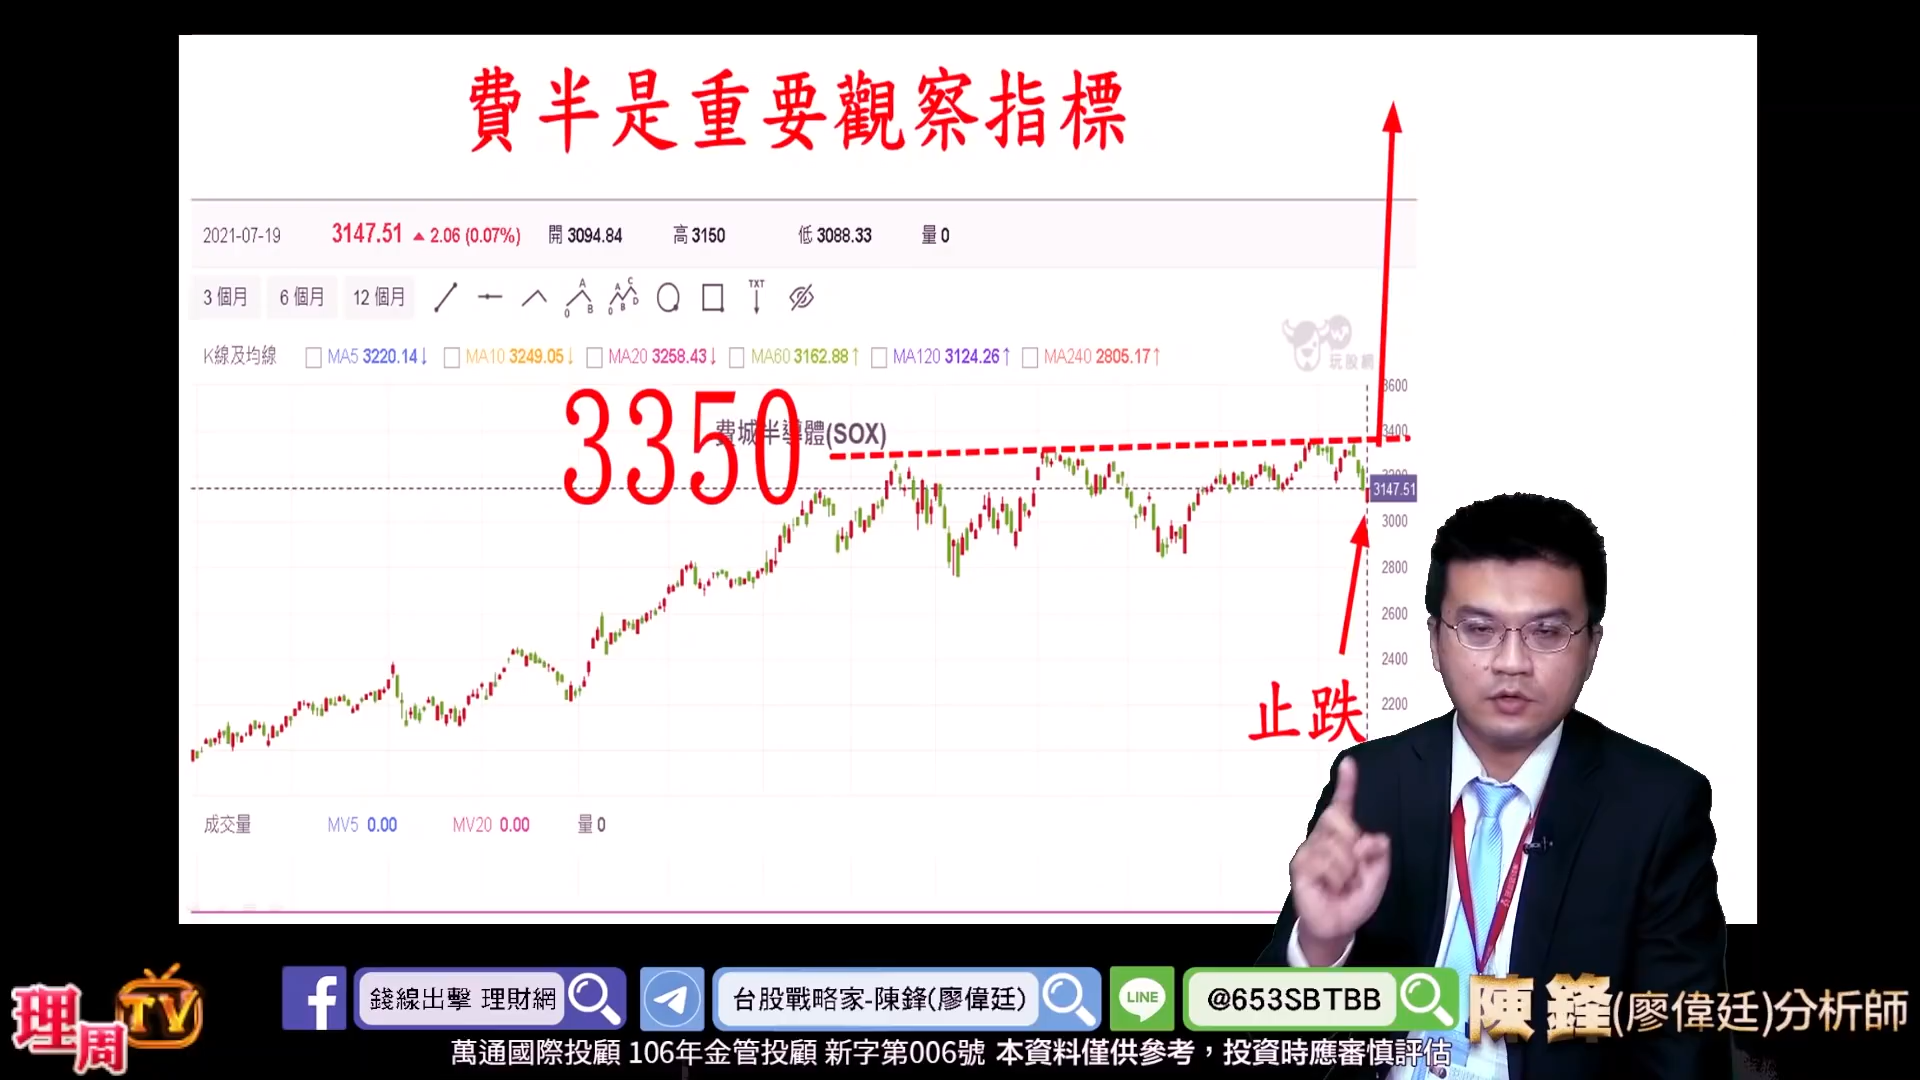 費半是重要觀察指標
2021-07-19 3147.51 ▲ 2.06 (0.07%) 開 3094.84 高 3150 低 3088.33 量 0
3 個月 6 個月 12 個月 0 A B 0 A B C D TXT
K線及均線 MA5 3220.14↓ MA10 3249.05↓ MA20 3258.43↓ MA60 3162.88↑ MA120 3124.26↑ MA240 2805.17↑
玩股網
3600
3350
費城半導體(SOX)
3400
3200
3147.51
3000
2800
2600
2400
2200
止跌
成交量 MV5 0.00 MV20 0.00 量 0
理周TV
f 錢線出擊 理財網 台股戰略家-陳鋒(廖偉廷) LINE @653SBTBB 陳鋒(廖偉廷)分析師
萬通國際投顧 106年金管投顧 新字第006號 本資料僅供參考，投資時應審慎評估